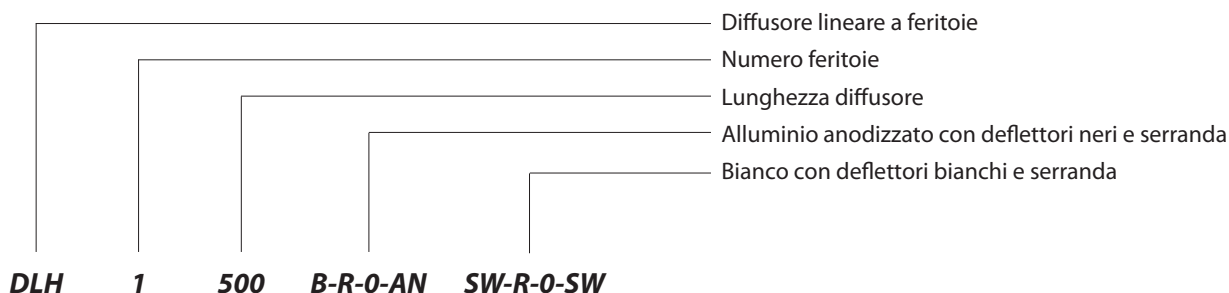 Diffusore lineare a feritoie
Numero feritoie
Lunghezza diffusore
Alluminio anodizzato con deflettori neri e serranda
Bianco con deflettori bianchi e serranda
DLH 1 500 B-R-0-AN SW-R-0-SW